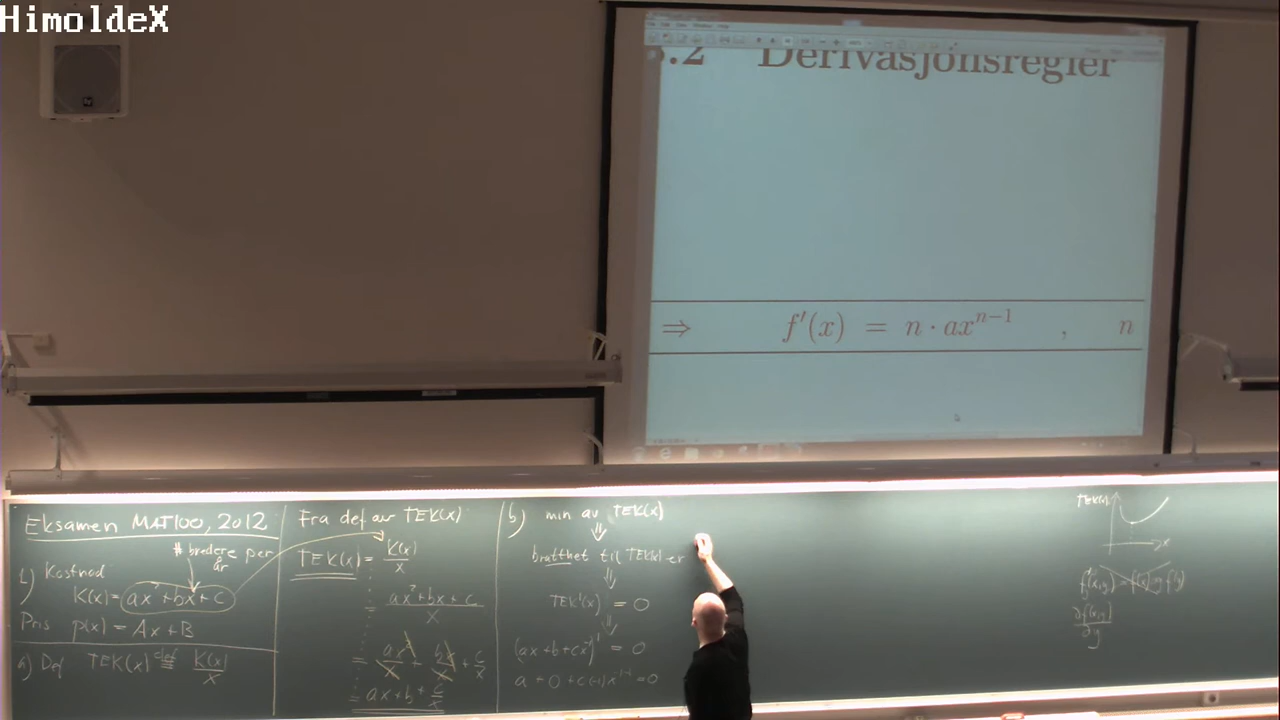 HimoldeX
.2 Derivasjonsregler
⇒ f'(x) = n · ax^{n-1} , n
Eksamen MAT100, 2012
# bredere per år
1) Kostnad
K(x) = ax² + bx + c
Pris p(x) = Ax + B
a) Def TEK(x) def= K(x)/x
Fra def av TEK(x)
TEK(x) = K(x)/x
= ax² + bx + c / x
= ax²/x + bx/x + c/x
= ax + b + c/x
b) min av TEK(x)
⇓
bratthet til TEK(x) er
⇓
TEK'(x) = 0
⇓
(ax + b + cx⁻¹)' = 0
a + 0 + c(-1)x⁻¹⁻¹ = 0
TEK(x)
x
f'(x,y) = f'(x) g f'(y)
∂f(x,y)/∂y